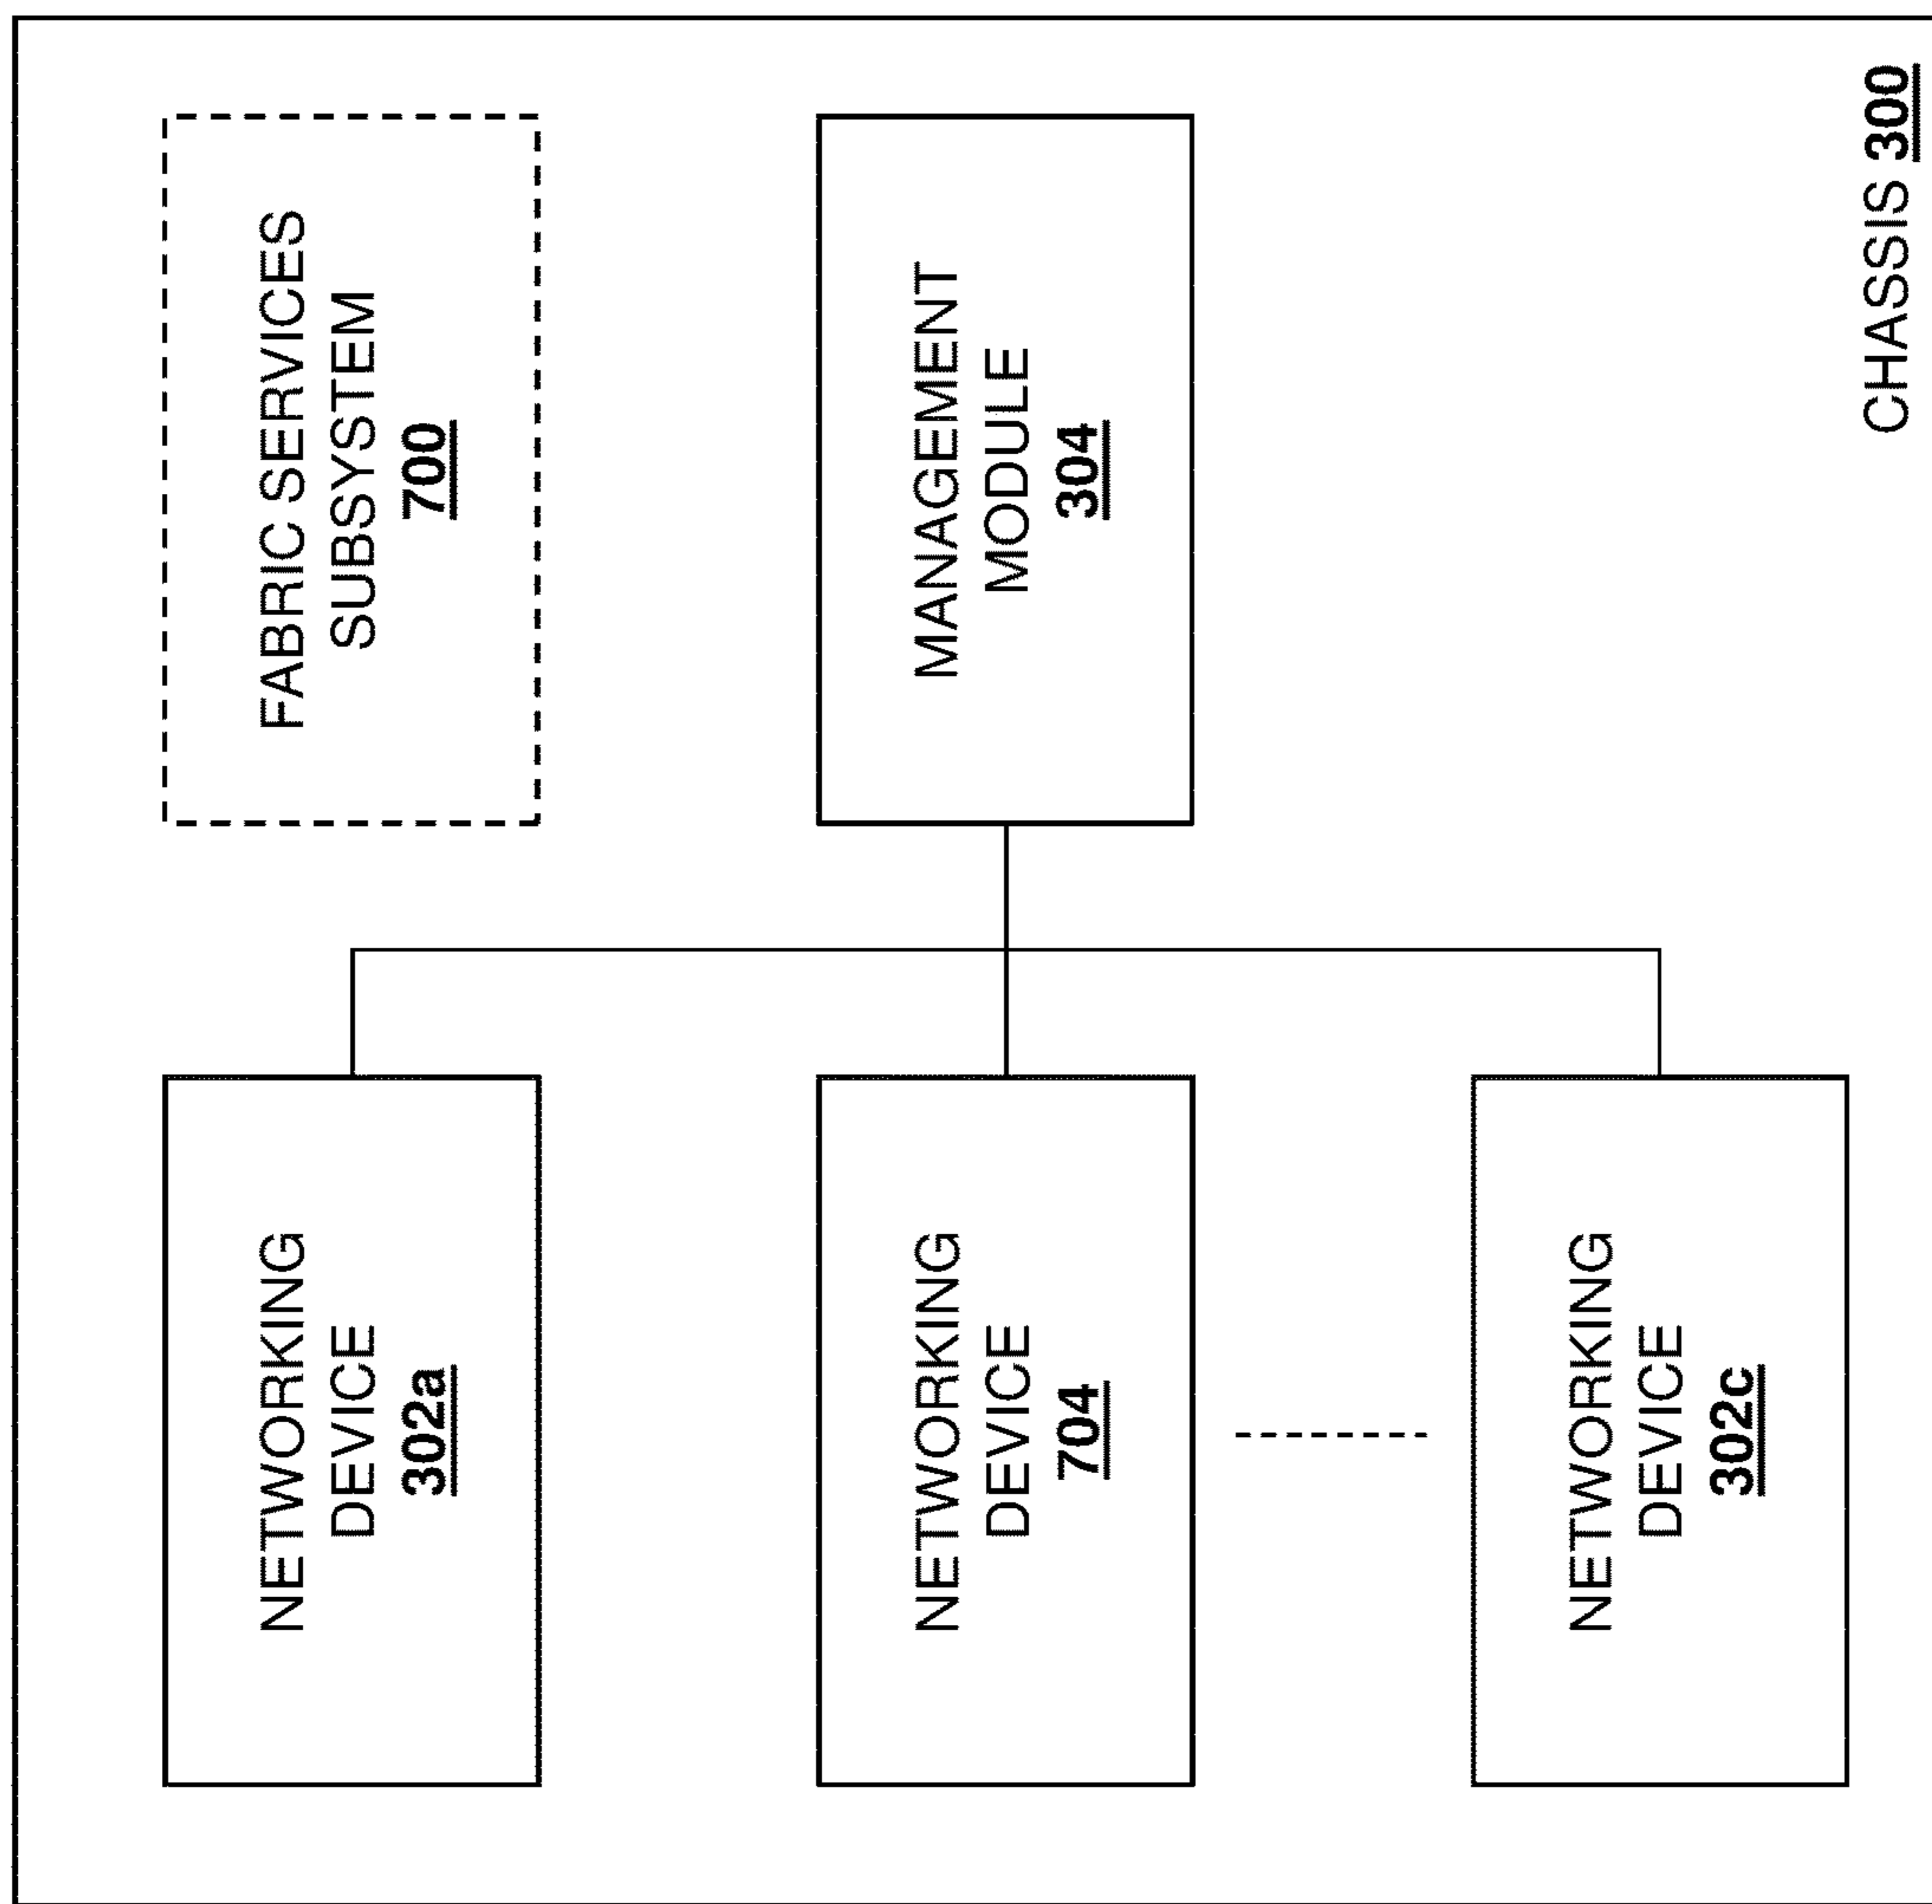 FABRIC SERVICES
SUBSYSTEM
700
MANAGEMENT
MODULE
304
NETWORKING
DEVICE
302a
NETWORKING
DEVICE
704
NETWORKING
DEVICE
302c
CHASSIS 300